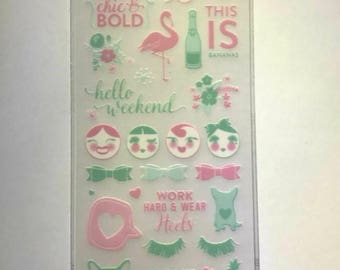 chic &
BOLD
THIS
IS
BANANAS
hello
weekend
WORK
HARD & WEAR
Heels